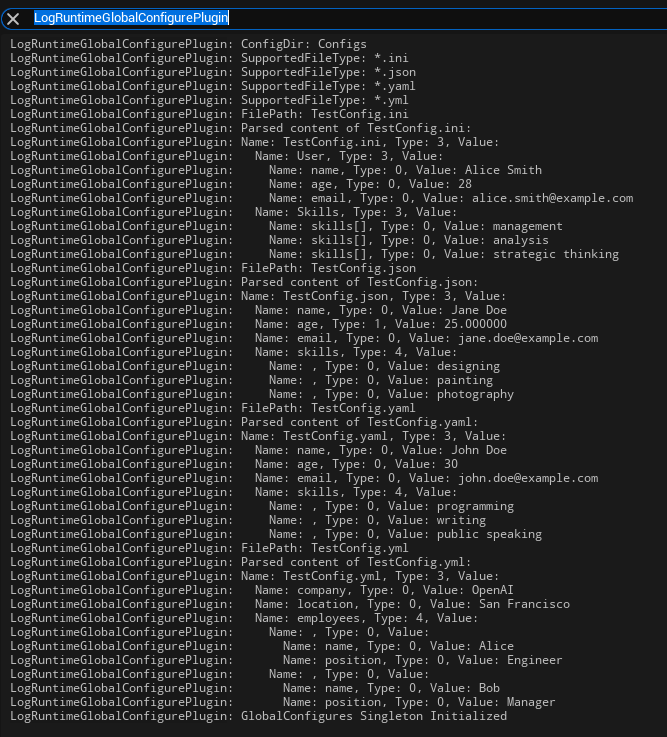 LogRuntimeGlobalConfigurePlugin
LogRuntimeGlobalConfigurePlugin: ConfigDir: Configs
LogRuntimeGlobalConfigurePlugin: SupportedFileType: *.ini
LogRuntimeGlobalConfigurePlugin: SupportedFileType: *.json
LogRuntimeGlobalConfigurePlugin: SupportedFileType: *.yaml
LogRuntimeGlobalConfigurePlugin: SupportedFileType: *.yml
LogRuntimeGlobalConfigurePlugin: FilePath: TestConfig.ini
LogRuntimeGlobalConfigurePlugin: Parsed content of TestConfig.ini:
LogRuntimeGlobalConfigurePlugin: Name: TestConfig.ini, Type: 3, Value:
LogRuntimeGlobalConfigurePlugin:   Name: User, Type: 3, Value:
LogRuntimeGlobalConfigurePlugin:     Name: name, Type: 0, Value: Alice Smith
LogRuntimeGlobalConfigurePlugin:     Name: age, Type: 0, Value: 28
LogRuntimeGlobalConfigurePlugin:     Name: email, Type: 0, Value: alice.smith@example.com
LogRuntimeGlobalConfigurePlugin:   Name: Skills, Type: 3, Value:
LogRuntimeGlobalConfigurePlugin:     Name: skills[], Type: 0, Value: management
LogRuntimeGlobalConfigurePlugin:     Name: skills[], Type: 0, Value: analysis
LogRuntimeGlobalConfigurePlugin:     Name: skills[], Type: 0, Value: strategic thinking
LogRuntimeGlobalConfigurePlugin: FilePath: TestConfig.json
LogRuntimeGlobalConfigurePlugin: Parsed content of TestConfig.json:
LogRuntimeGlobalConfigurePlugin: Name: TestConfig.json, Type: 3, Value:
LogRuntimeGlobalConfigurePlugin:   Name: name, Type: 0, Value: Jane Doe
LogRuntimeGlobalConfigurePlugin:   Name: age, Type: 1, Value: 25.000000
LogRuntimeGlobalConfigurePlugin:   Name: email, Type: 0, Value: jane.doe@example.com
LogRuntimeGlobalConfigurePlugin:   Name: skills, Type: 4, Value:
LogRuntimeGlobalConfigurePlugin:     Name: , Type: 0, Value: designing
LogRuntimeGlobalConfigurePlugin:     Name: , Type: 0, Value: painting
LogRuntimeGlobalConfigurePlugin:     Name: , Type: 0, Value: photography
LogRuntimeGlobalConfigurePlugin: FilePath: TestConfig.yaml
LogRuntimeGlobalConfigurePlugin: Parsed content of TestConfig.yaml:
LogRuntimeGlobalConfigurePlugin: Name: TestConfig.yaml, Type: 3, Value:
LogRuntimeGlobalConfigurePlugin:   Name: name, Type: 0, Value: John Doe
LogRuntimeGlobalConfigurePlugin:   Name: age, Type: 0, Value: 30
LogRuntimeGlobalConfigurePlugin:   Name: email, Type: 0, Value: john.doe@example.com
LogRuntimeGlobalConfigurePlugin:   Name: skills, Type: 4, Value:
LogRuntimeGlobalConfigurePlugin:     Name: , Type: 0, Value: programming
LogRuntimeGlobalConfigurePlugin:     Name: , Type: 0, Value: writing
LogRuntimeGlobalConfigurePlugin:     Name: , Type: 0, Value: public speaking
LogRuntimeGlobalConfigurePlugin: FilePath: TestConfig.yml
LogRuntimeGlobalConfigurePlugin: Parsed content of TestConfig.yml:
LogRuntimeGlobalConfigurePlugin: Name: TestConfig.yml, Type: 3, Value:
LogRuntimeGlobalConfigurePlugin:   Name: company, Type: 0, Value: OpenAI
LogRuntimeGlobalConfigurePlugin:   Name: location, Type: 0, Value: San Francisco
LogRuntimeGlobalConfigurePlugin:   Name: employees, Type: 4, Value:
LogRuntimeGlobalConfigurePlugin:     Name: , Type: 0, Value:
LogRuntimeGlobalConfigurePlugin:       Name: name, Type: 0, Value: Alice
LogRuntimeGlobalConfigurePlugin:       Name: position, Type: 0, Value: Engineer
LogRuntimeGlobalConfigurePlugin:     Name: , Type: 0, Value:
LogRuntimeGlobalConfigurePlugin:       Name: name, Type: 0, Value: Bob
LogRuntimeGlobalConfigurePlugin:       Name: position, Type: 0, Value: Manager
LogRuntimeGlobalConfigurePlugin: GlobalConfigures Singleton Initialized